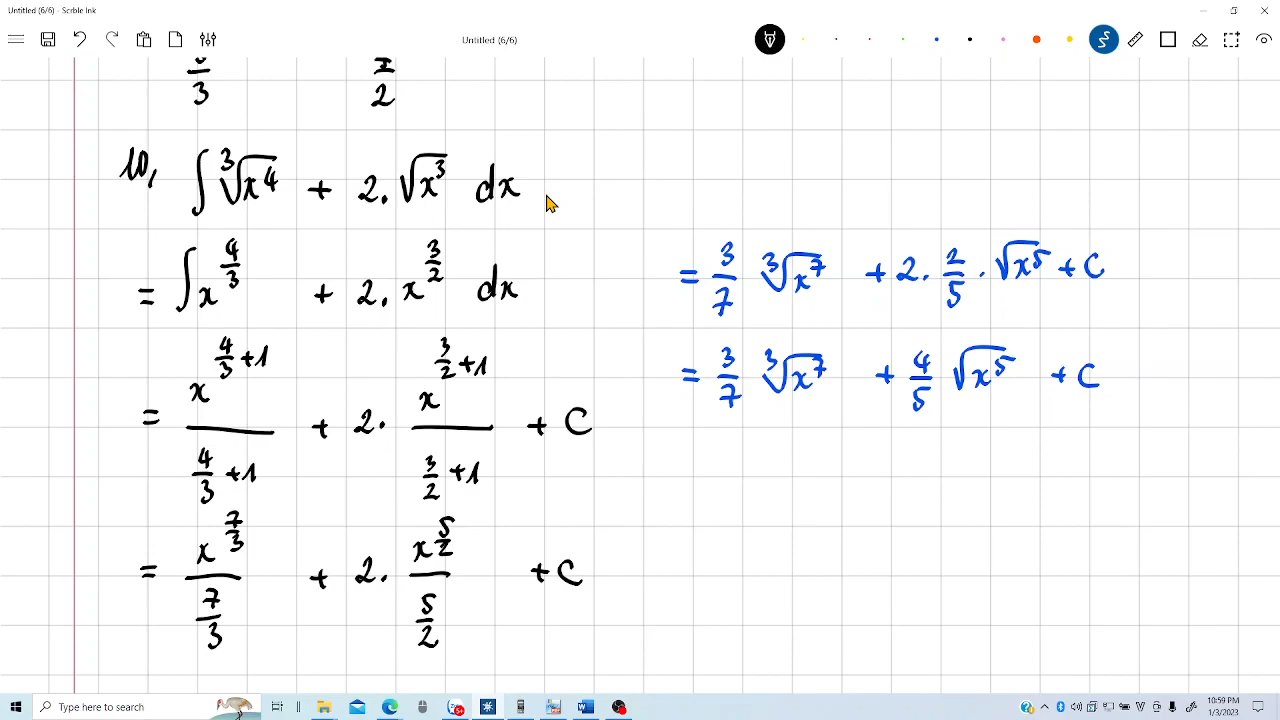 Untitled (6/6) - Scrble Ink
Untitled (6/6)
3 2
10, ∫ ∛x⁴ + 2. √x³ dx
= ∫ x^(4/3) + 2. x^(3/2) dx
= x^(4/3 +1) / (4/3 +1) + 2. x^(3/2 +1) / (3/2 +1) + C
= x^(7/3) / (7/3) + 2. x^(5/2) / (5/2) + C
= 3/7 ∛x⁷ + 2. 2/5 . √x⁵ + C
= 3/7 ∛x⁷ + 4/5 √x⁵ + C
Type here to search
10:59 PM
1/3/2023